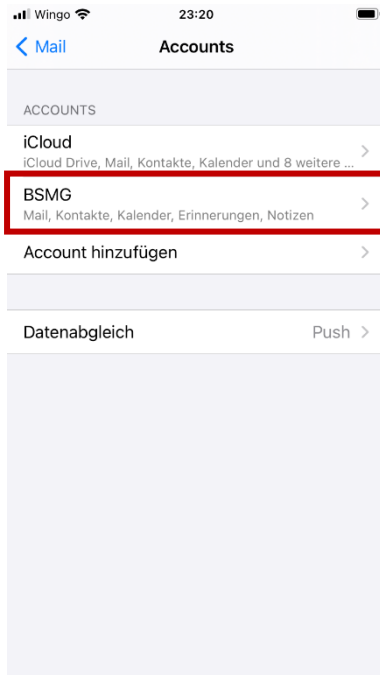 Wingo 23:20
Mail Accounts
ACCOUNTS
iCloud
iCloud Drive, Mail, Kontakte, Kalender und 8 weitere ...
BSMG
Mail, Kontakte, Kalender, Erinnerungen, Notizen
Account hinzufügen
Datenabgleich Push